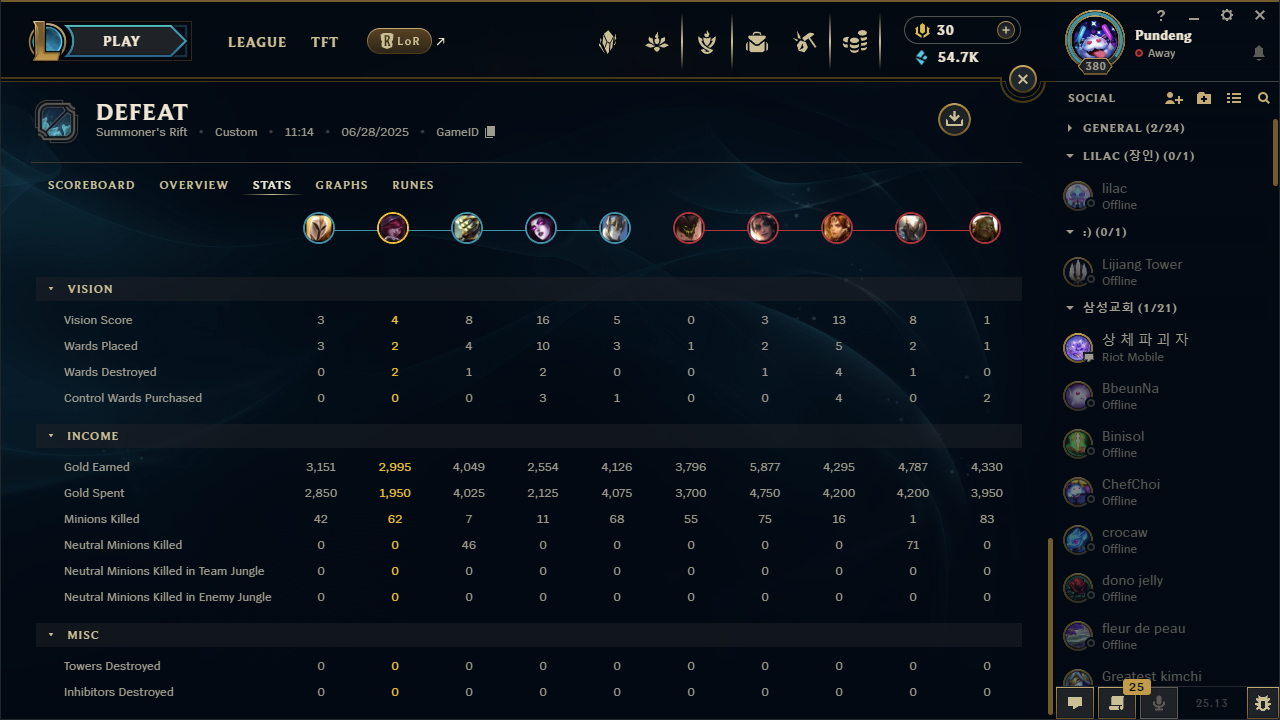 PLAY
LEAGUE
TFT
LoR
30
54.7K
380
Pundeng
Away
DEFEAT
Summoner's Rift • Custom • 11:14 • 06/28/2025 • GameID
SCOREBOARD OVERVIEW STATS GRAPHS RUNES
VISION
Vision Score 3 4 8 16 5 0 3 13 8 1
Wards Placed 3 2 4 10 3 1 2 5 2 1
Wards Destroyed 0 2 1 2 0 0 1 4 1 0
Control Wards Purchased 0 0 0 3 1 0 0 4 0 2
INCOME
Gold Earned 3,151 2,995 4,049 2,554 4,126 3,796 5,877 4,295 4,787 4,330
Gold Spent 2,850 1,950 4,025 2,125 4,075 3,700 4,750 4,200 4,200 3,950
Minions Killed 42 62 7 11 68 55 75 16 1 83
Neutral Minions Killed 0 0 46 0 0 0 0 0 71 0
Neutral Minions Killed in Team Jungle 0 0 0 0 0 0 0 0 0 0
Neutral Minions Killed in Enemy Jungle 0 0 0 0 0 0 0 0 0 0
MISC
Towers Destroyed 0 0 0 0 0 0 0 0 0 0
Inhibitors Destroyed 0 0 0 0 0 0 0 0 0 0
SOCIAL
GENERAL (2/24)
LILAC (장인) (0/1)
lilac
Offline
:) (0/1)
Lijiang Tower
Offline
삼성교회 (1/21)
상 체 파 괴 자
Riot Mobile
BbeunNa
Offline
Binisol
Offline
ChefChoi
Offline
crocaw
Offline
dono jelly
Offline
fleur de peau
Offline
Greatest kimchi
25
25.13